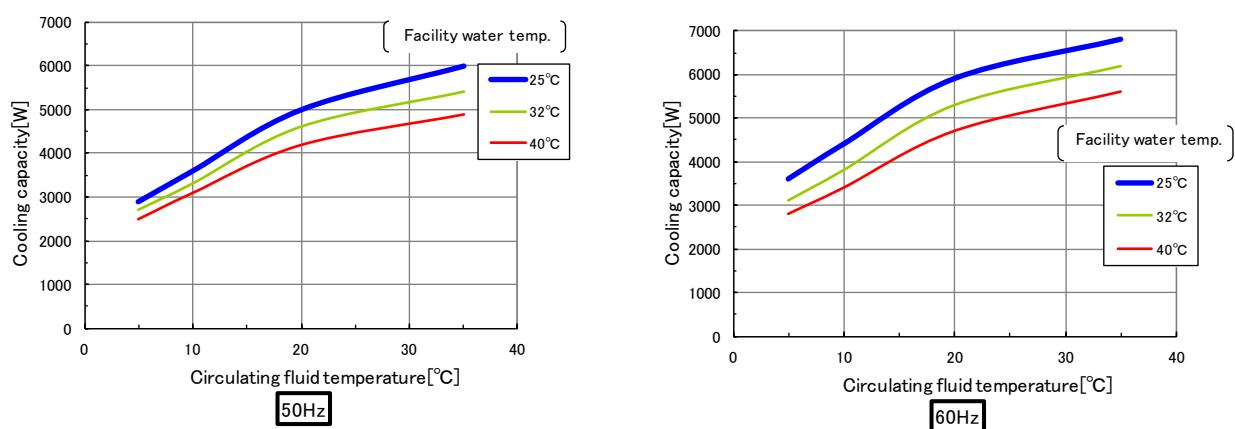 7000
6000
5000
4000
3000
2000
1000
0
0 10 20 30 40
Cooling capacity[W]
Circulating fluid temperature[℃]
Facility water temp.
25℃
32℃
40℃
50Hz
7000
6000
5000
4000
3000
2000
1000
0
0 10 20 30 40
Cooling capacity[W]
Circulating fluid temperature[℃]
Facility water temp.
25℃
32℃
40℃
60Hz